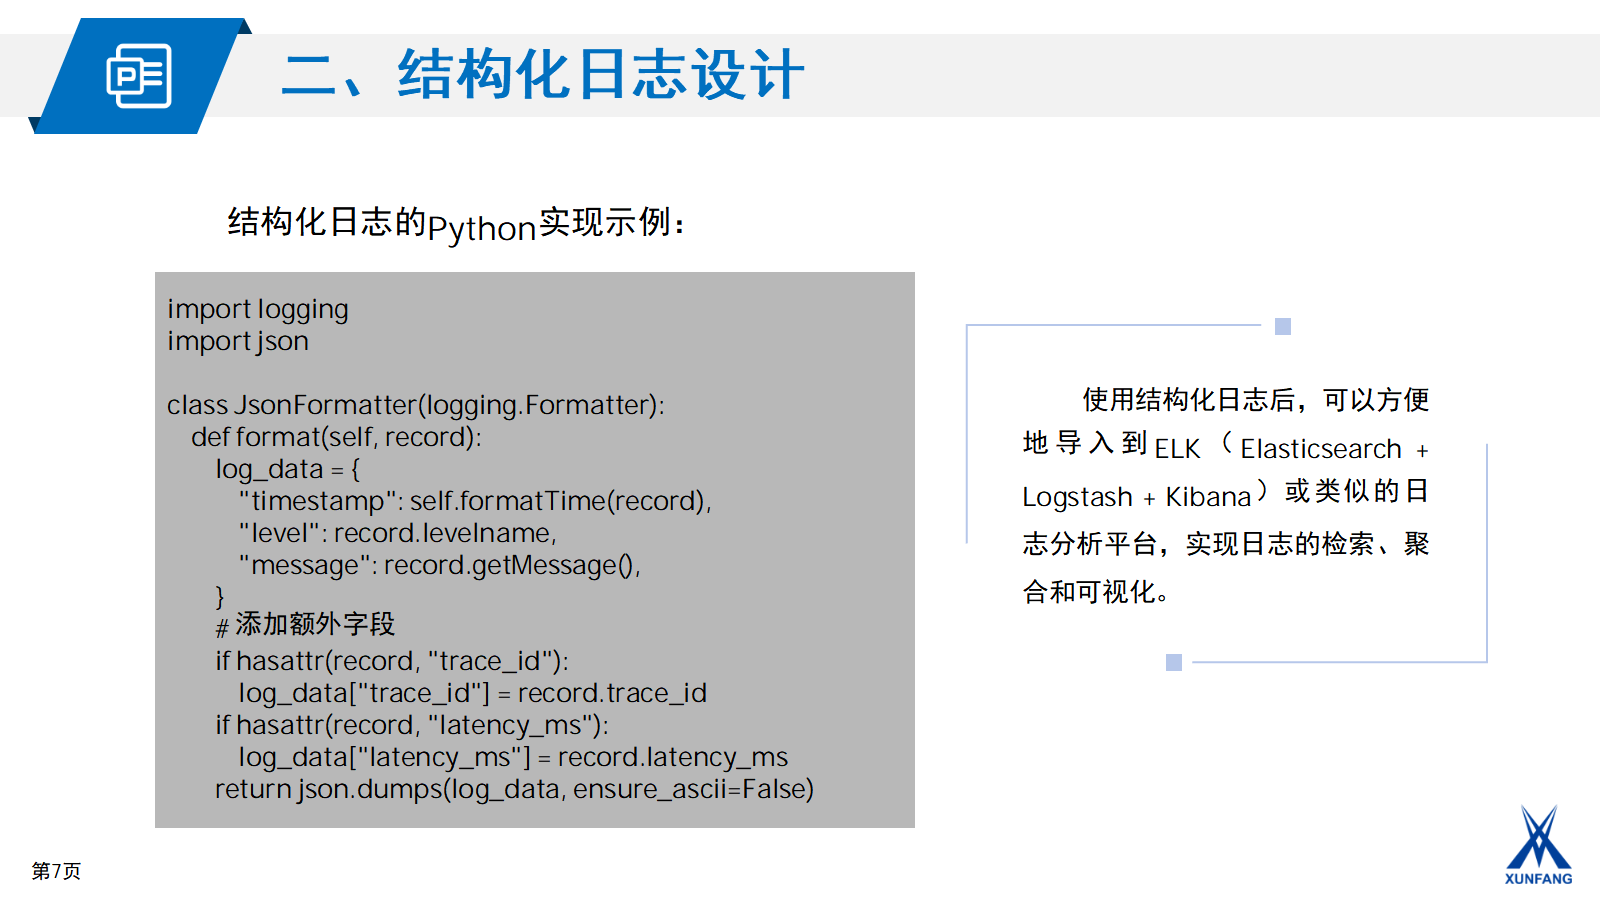 二、结构化日志设计
结构化日志的Python实现示例：
import logging
import json
class JsonFormatter(logging.Formatter):
def format(self, record):
log_data = {
"timestamp": self.formatTime(record),
"level": record.levelname,
"message": record.getMessage(),
}
# 添加额外字段
if hasattr(record, "trace_id"):
log_data["trace_id"] = record.trace_id
if hasattr(record, "latency_ms"):
log_data["latency_ms"] = record.latency_ms
return json.dumps(log_data, ensure_ascii=False)
使用结构化日志后，可以方便
地导入到ELK（Elasticsearch +
Logstash + Kibana）或类似的日
志分析平台，实现日志的检索、聚
合和可视化。
第7页
XUNFANG